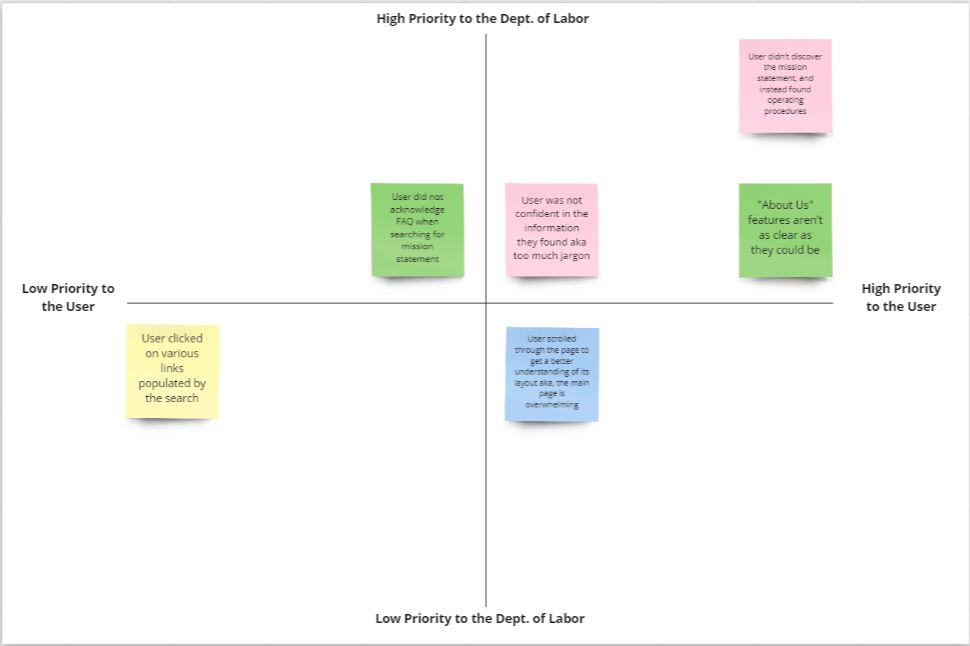 High Priority to the Dept. of Labor
User didn't discover
the mission
statement, and
instead found
operating
procedures
User did not
acknowledge
FAQ when
searching for
mission
statement
User was not
confident in the
information
they found aka
too much jargon
"About Us"
features aren't
as clear as
they could be
Low Priority to
the User
High Priority
to the User
User clicked
on various
links
populated by
the search
User scrolled
through the page to
get a better
understanding of its
layout aka, the main
page is
overwhelming
Low Priority to the Dept. of Labor